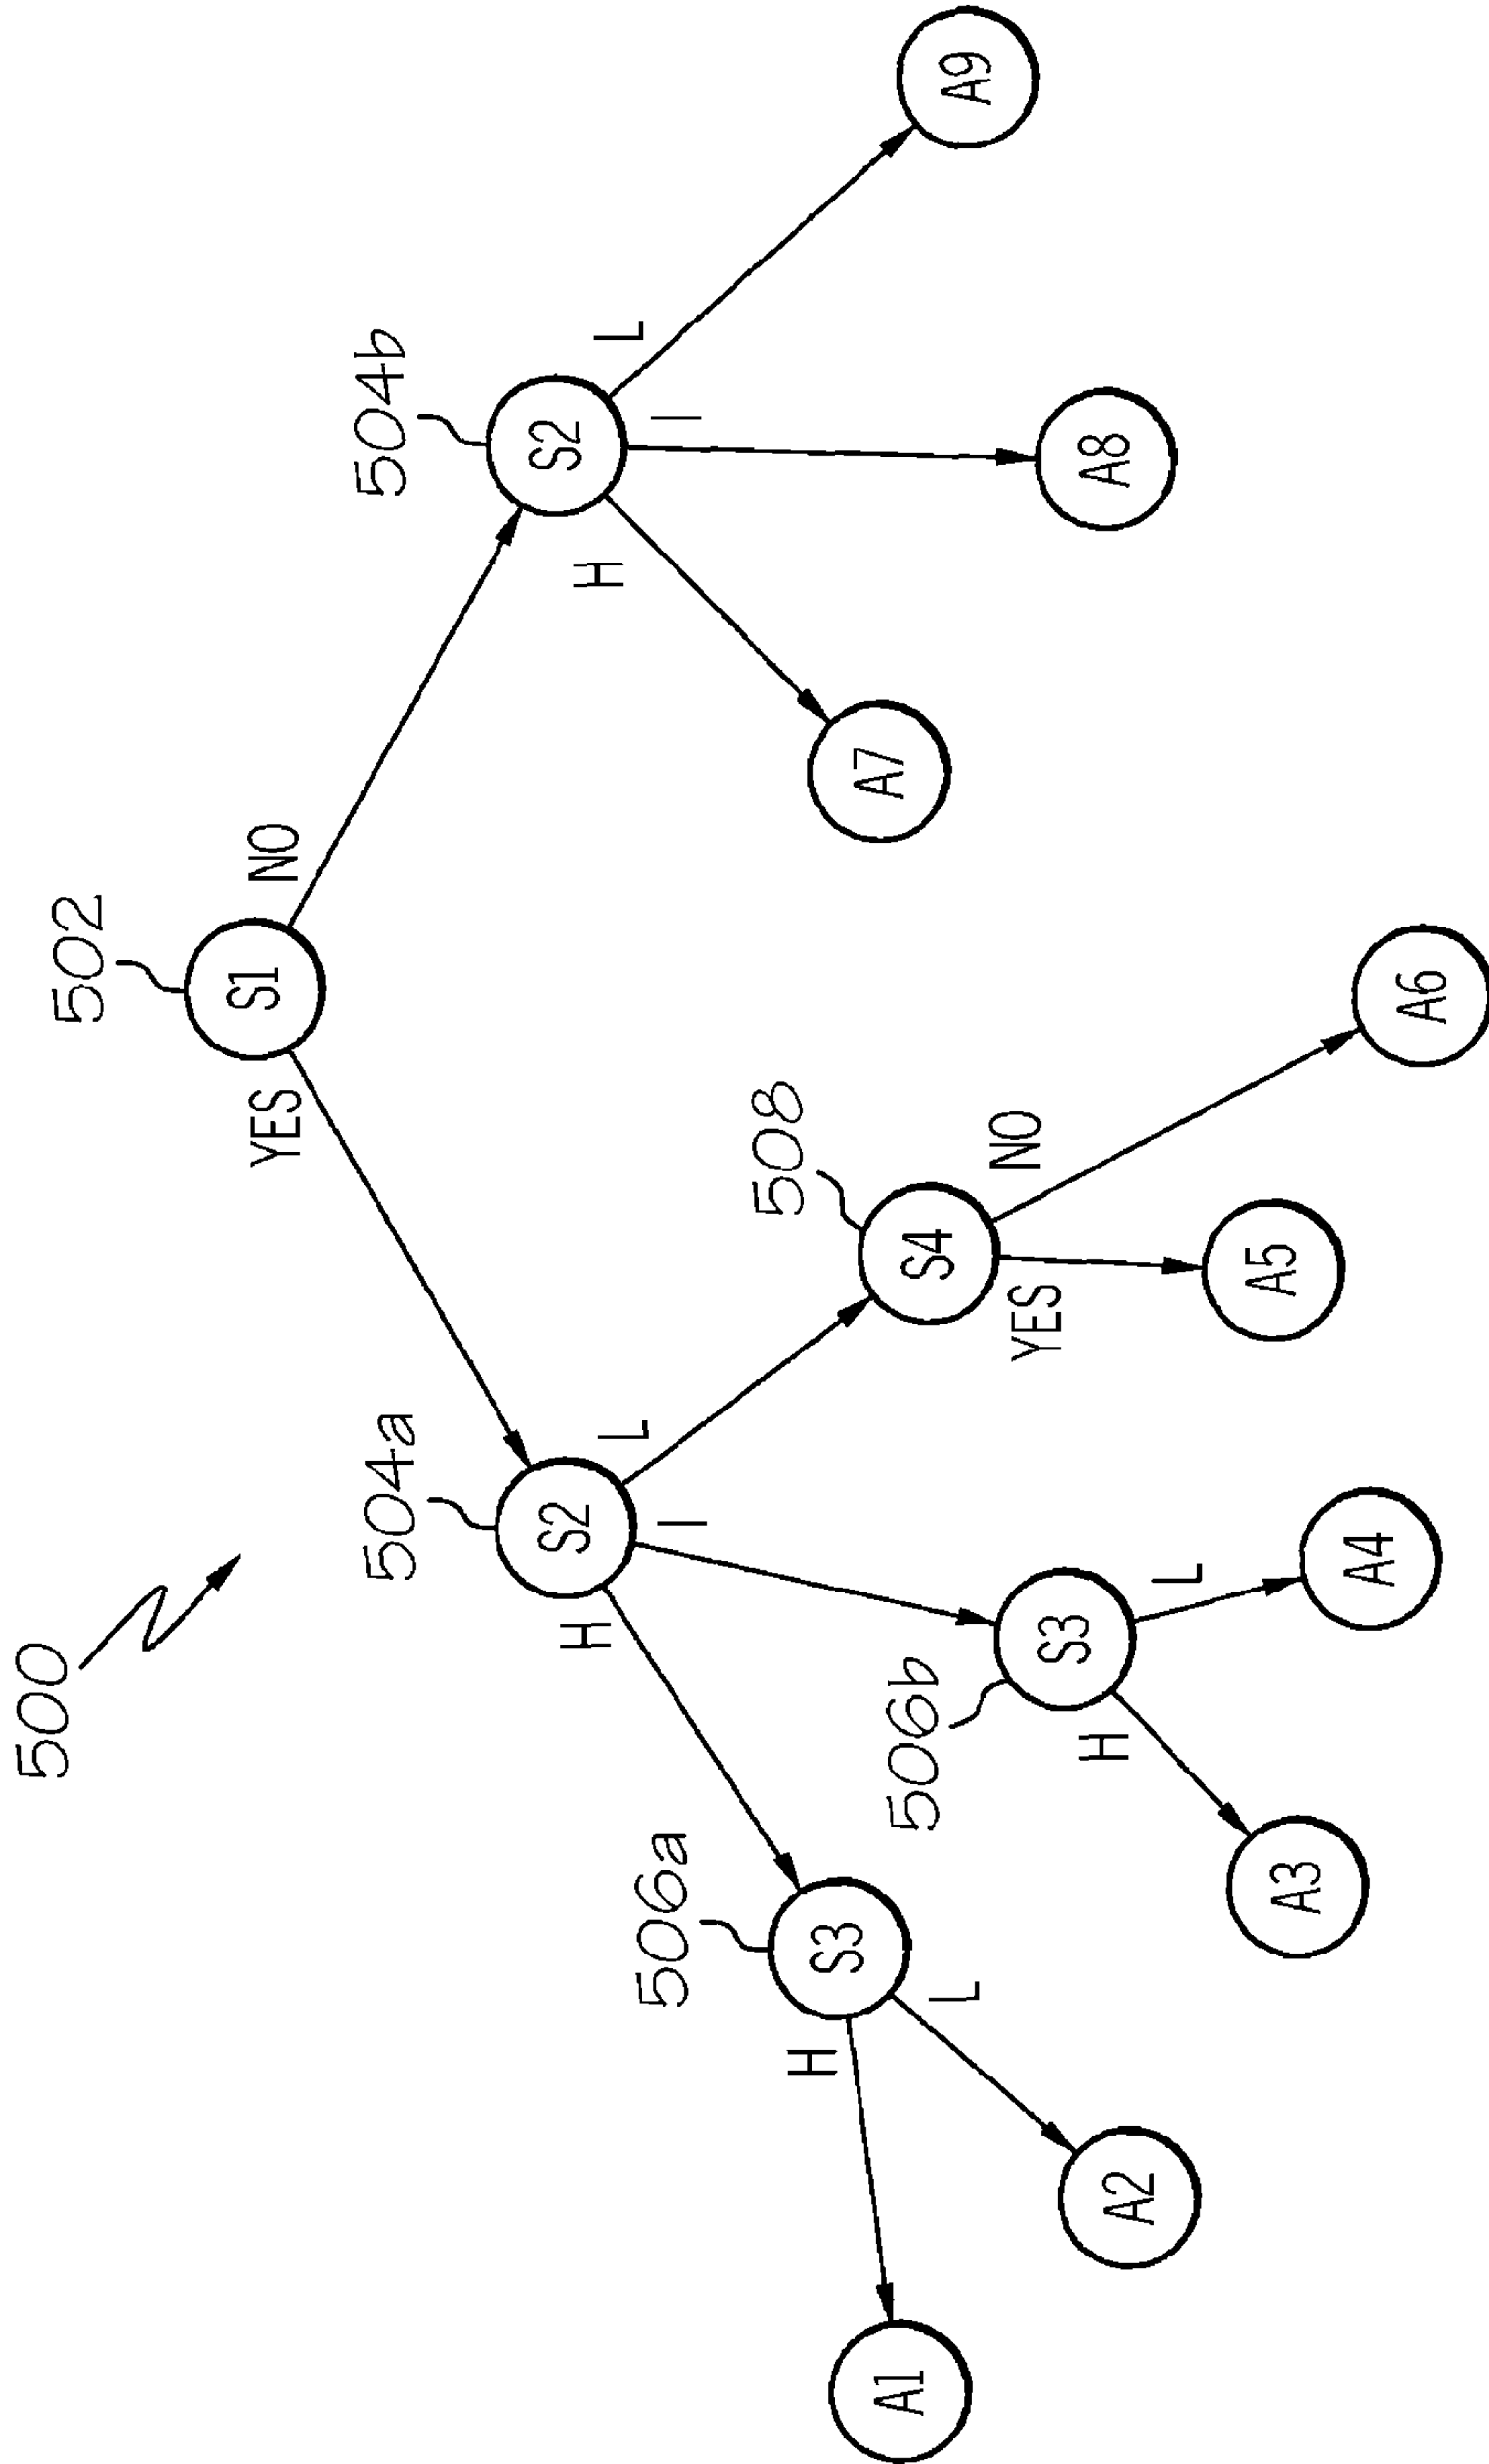 500
502
S1
YES
NO
504a
S2
H
I
L
504b
S2
H
I
L
506a
S3
H
L
506b
S3
H
L
508
S4
YES
NO
A1
A2
A3
A4
A5
A6
A7
A8
A9